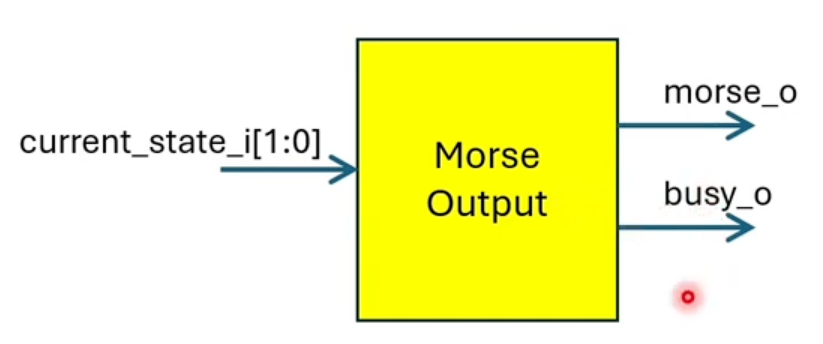 current_state_i[1:0]
Morse
Output
morse_o
busy_o